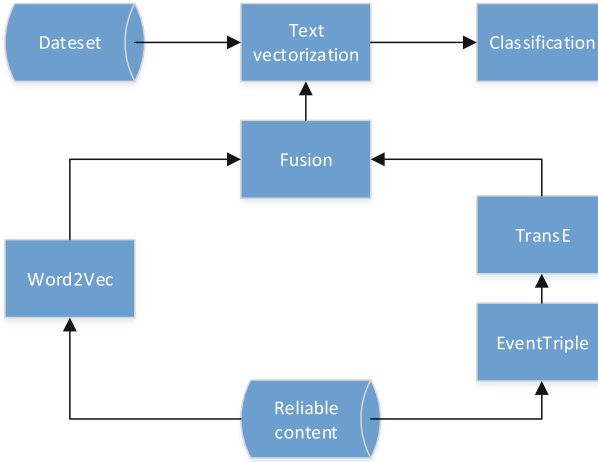 Dateset
Text
vectorization
Classification
Fusion
TransE
Word2Vec
EventTriple
Reliable
content